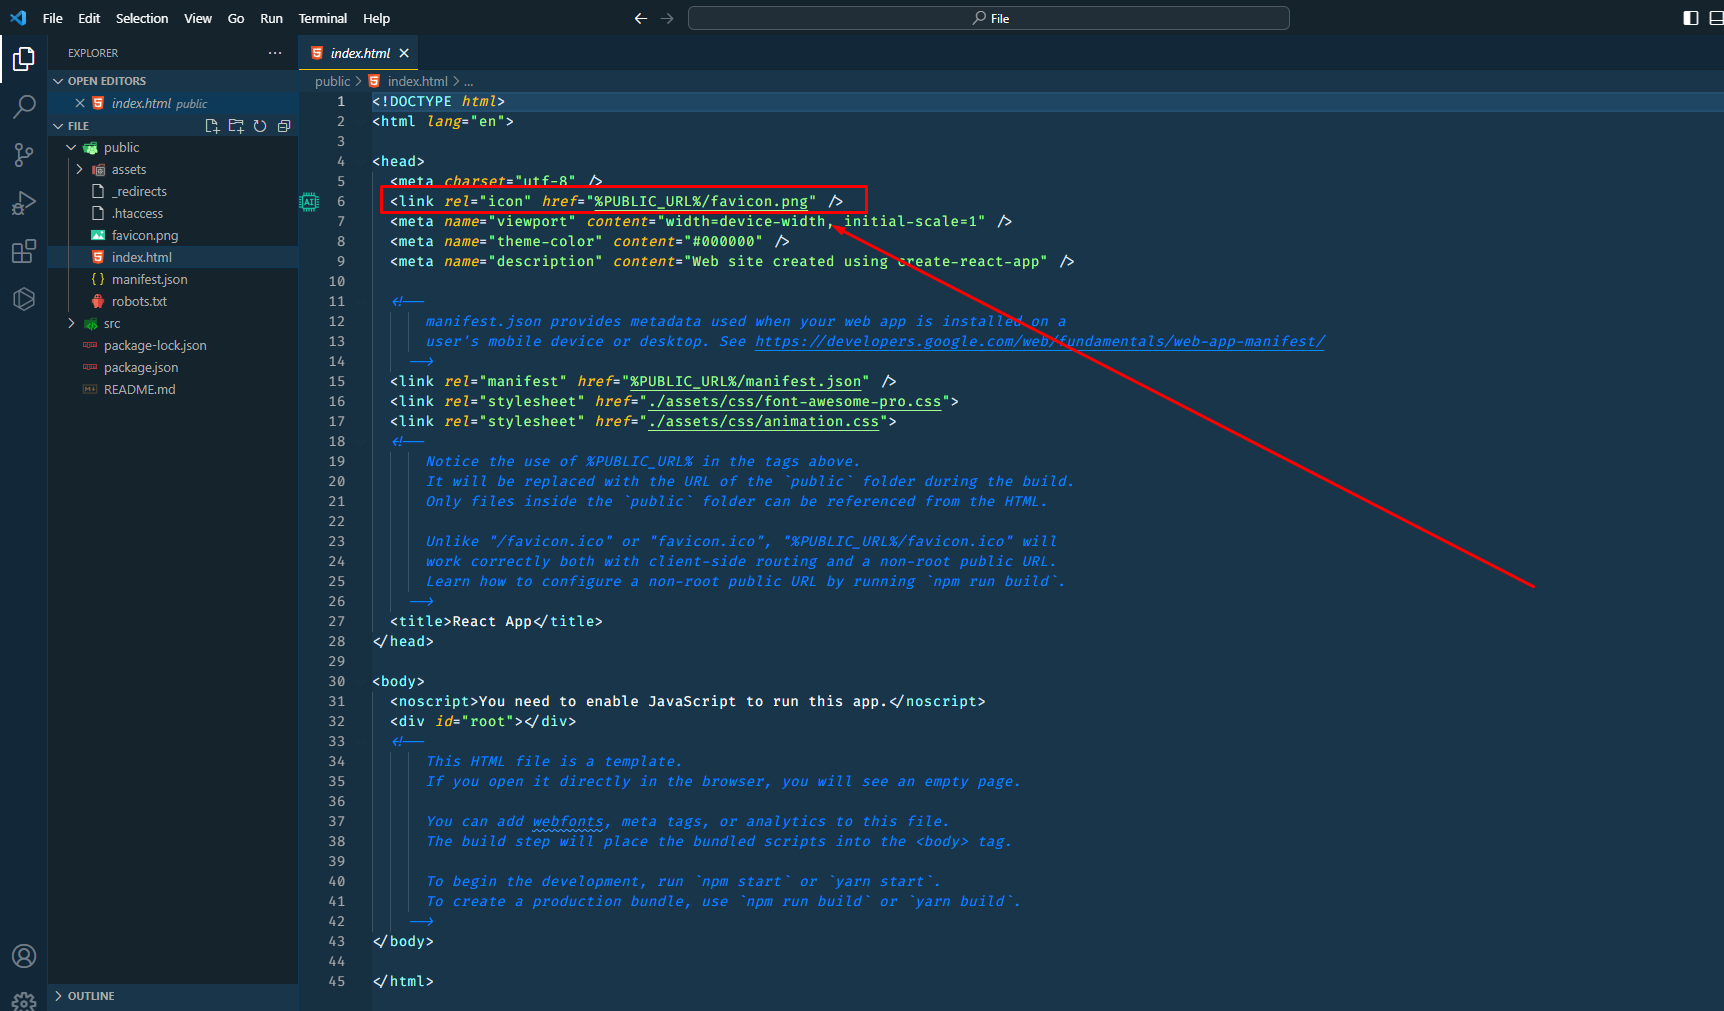 File Edit Selection View Go Run Terminal Help
File
EXPLORER
OPEN EDITORS
index.html public
FILE
public
assets
_redirects
.htaccess
favicon.png
index.html
manifest.json
robots.txt
src
package-lock.json
package.json
README.md
OUTLINE
index.html
public > index.html > ...
AI
1 <!DOCTYPE html>
2 <html lang="en">
3
4 <head>
5 <meta charset="utf-8" />
6 <link rel="icon" href="%PUBLIC_URL%/favicon.png" />
7 <meta name="viewport" content="width=device-width, initial-scale=1" />
8 <meta name="theme-color" content="#000000" />
9 <meta name="description" content="Web site created using create-react-app" />
10
11 <!--
12 manifest.json provides metadata used when your web app is installed on a
13 user's mobile device or desktop. See https://developers.google.com/web/fundamentals/web-app-manifest/
14 -->
15 <link rel="manifest" href="%PUBLIC_URL%/manifest.json" />
16 <link rel="stylesheet" href="./assets/css/font-awesome-pro.css">
17 <link rel="stylesheet" href="./assets/css/animation.css">
18 <!--
19 Notice the use of %PUBLIC_URL% in the tags above.
20 It will be replaced with the URL of the `public` folder during the build.
21 Only files inside the `public` folder can be referenced from the HTML.
22
23 Unlike "/favicon.ico" or "favicon.ico", "%PUBLIC_URL%/favicon.ico" will
24 work correctly both with client-side routing and a non-root public URL.
25 Learn how to configure a non-root public URL by running `npm run build`.
26 -->
27 <title>React App</title>
28 </head>
29
30 <body>
31 <noscript>You need to enable JavaScript to run this app.</noscript>
32 <div id="root"></div>
33 <!--
34 This HTML file is a template.
35 If you open it directly in the browser, you will see an empty page.
36
37 You can add webfonts, meta tags, or analytics to this file.
38 The build step will place the bundled scripts into the <body> tag.
39
40 To begin the development, run `npm start` or `yarn start`.
41 To create a production bundle, use `npm run build` or `yarn build`.
42 -->
43 </body>
44
45 </html>